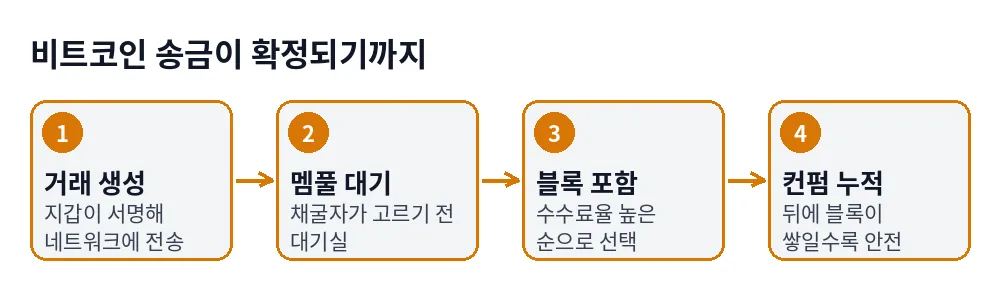 비트코인 송금이 확정되기까지
1
거래 생성
지갑이 서명해
네트워크에 전송
2
멤풀 대기
채굴자가 고르기 전
대기실
3
블록 포함
수수료율 높은
순으로 선택
4
컨펌 누적
뒤에 블록이
쌓일수록 안전